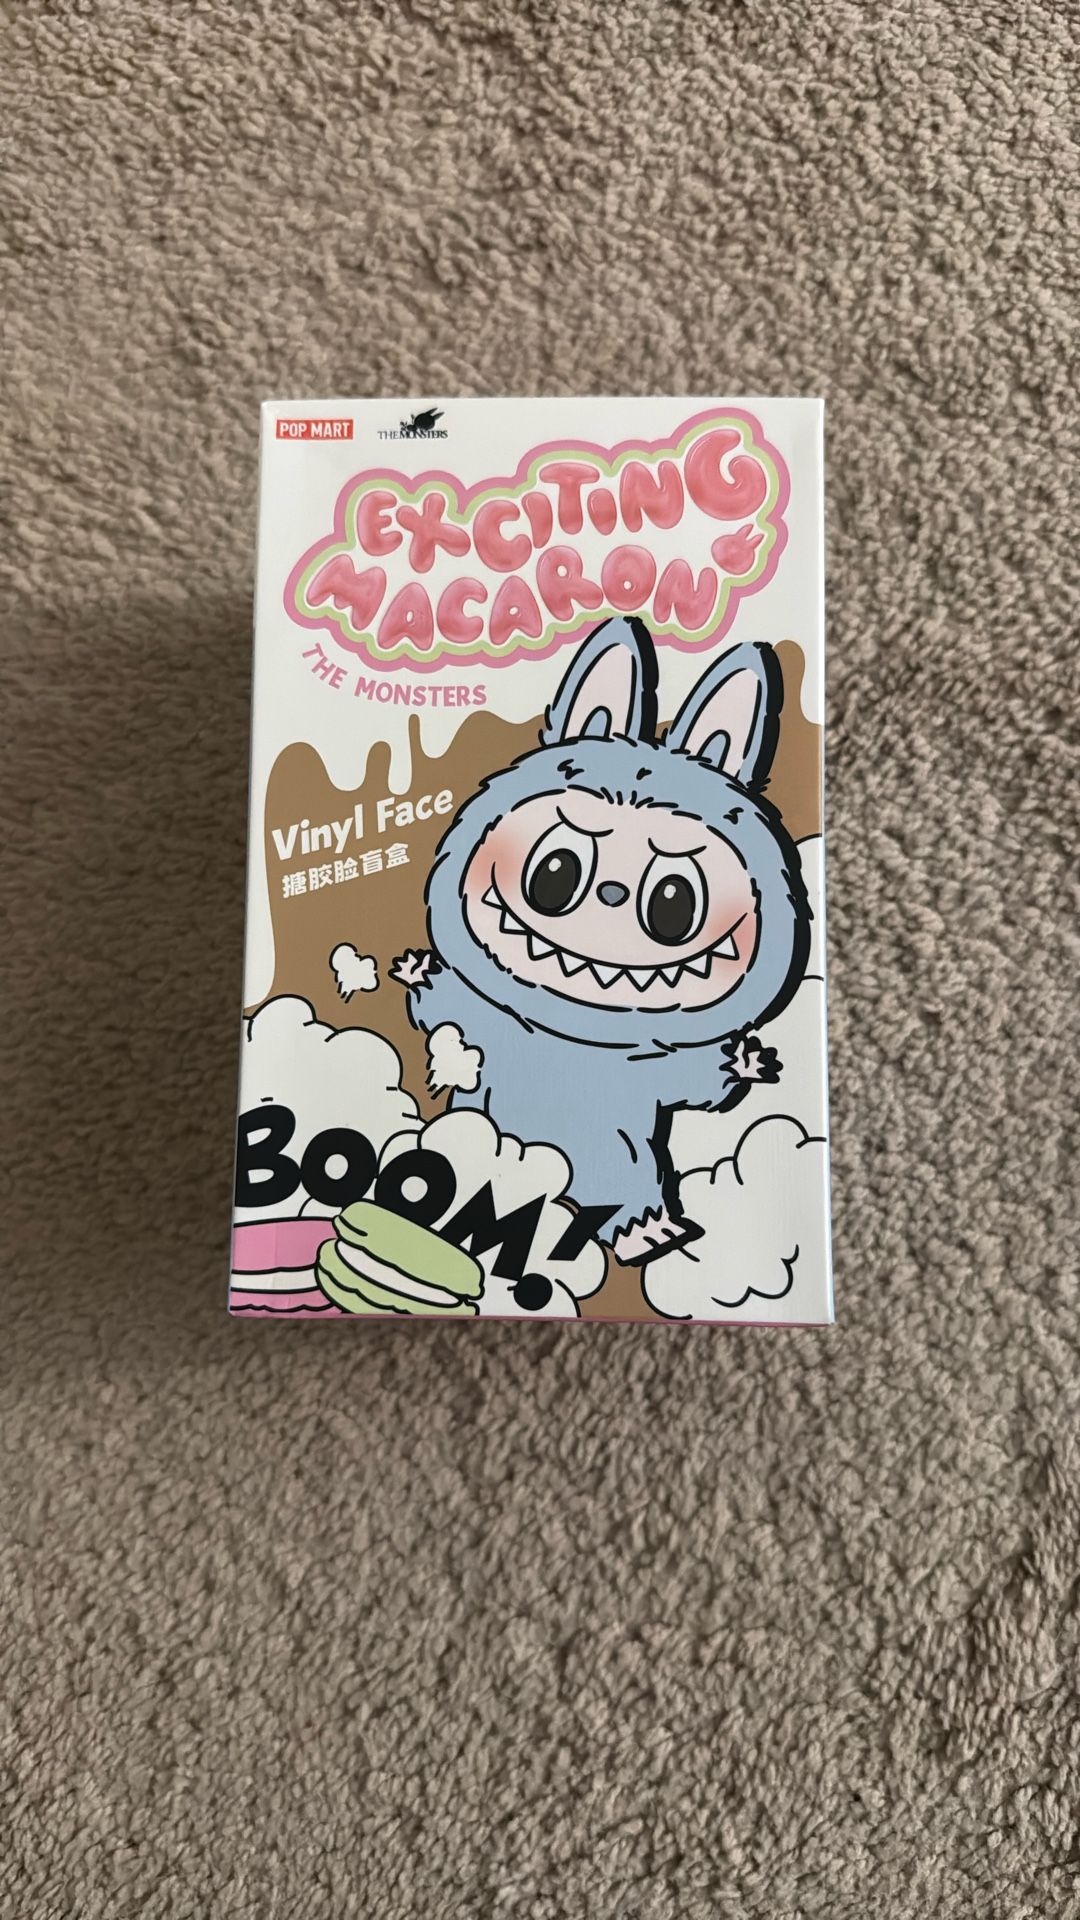 POP MART
THE MONSTERS
EXCITING
MACARON
THE MONSTERS
Vinyl Face
搪胶脸盲盒
BOOM!